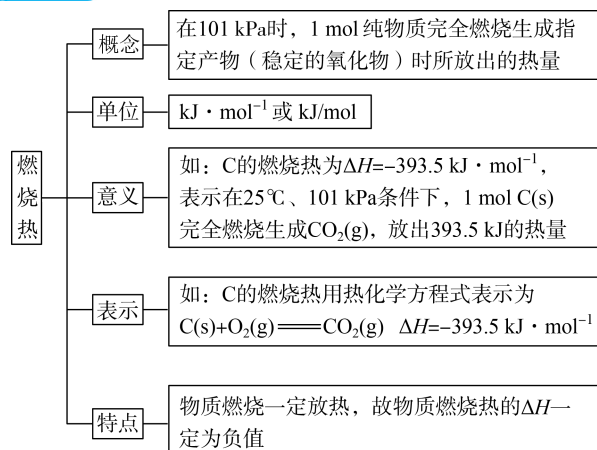 概念
在101 kPa时，1 mol 纯物质完全燃烧生成指
定产物（稳定的氧化物）时所放出的热量
单位
kJ·mol⁻¹ 或 kJ/mol
燃
烧
热
意义
如：C的燃烧热为ΔH=-393.5 kJ·mol⁻¹，
表示在25℃、101 kPa条件下，1 mol C(s)
完全燃烧生成CO₂(g)，放出393.5 kJ的热量
表示
如：C的燃烧热用热化学方程式表示为
C(s)+O₂(g)═══CO₂(g) ΔH=-393.5 kJ·mol⁻¹
特点
物质燃烧一定放热，故物质燃烧热的ΔH一
定为负值